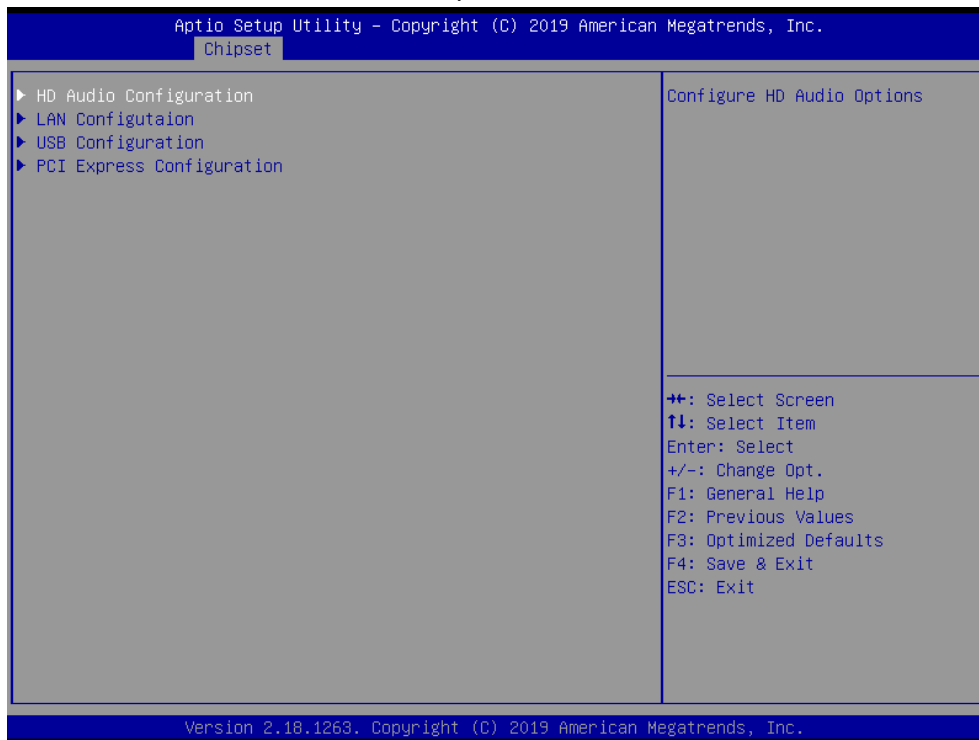 Aptio Setup Utility – Copyright (C) 2019 American Megatrends, Inc.
Chipset
▶ HD Audio Configuration
▶ LAN Configutaion
▶ USB Configuration
▶ PCI Express Configuration
Configure HD Audio Options
→←: Select Screen
↑↓: Select Item
Enter: Select
+/-: Change Opt.
F1: General Help
F2: Previous Values
F3: Optimized Defaults
F4: Save & Exit
ESC: Exit
Version 2.18.1263. Copyright (C) 2019 American Megatrends, Inc.